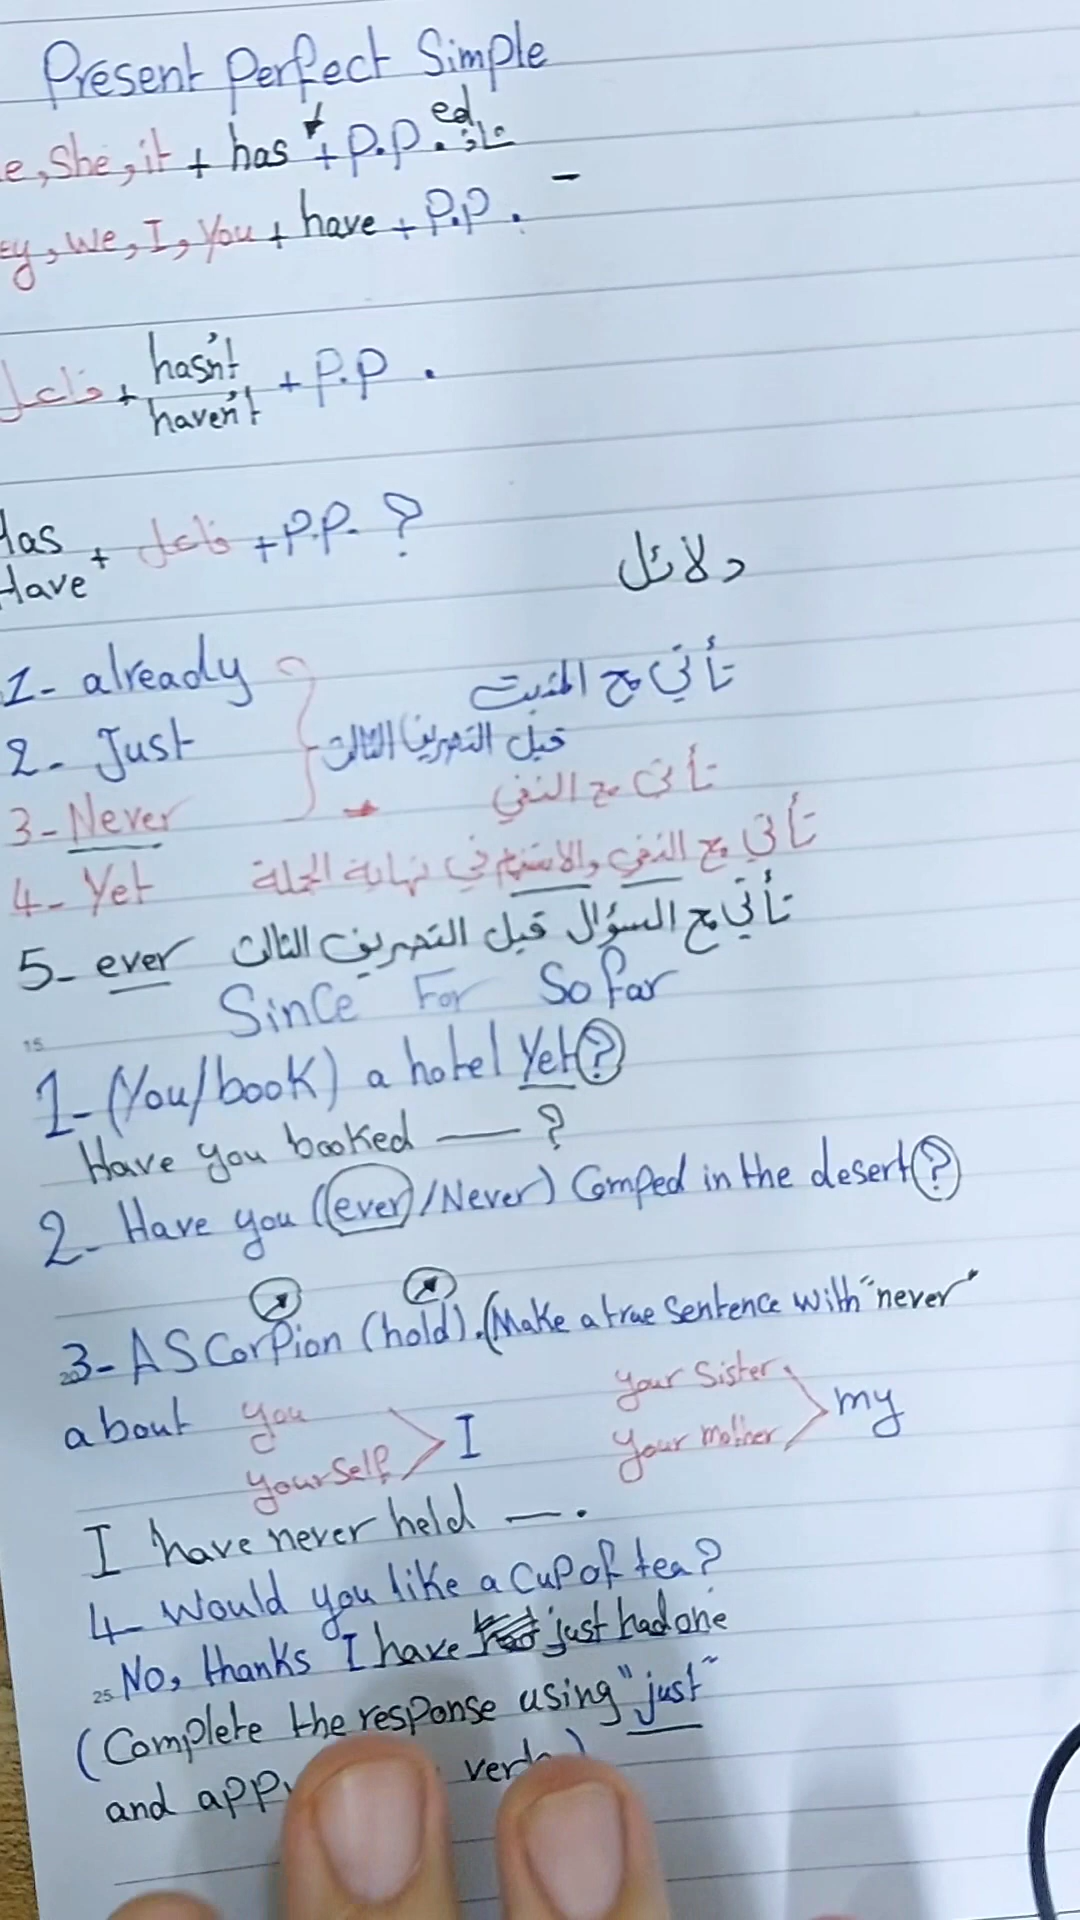 Present Perfect Simple
e, She, it + has + P.P. ed شاذ
ey, We, I, You + have + P.P.
فاعل + hasn't + P.P.
haven't
Has + فاعل + P.P. ?
Have
دلائل
1- already تأتي مع المثبت
2- Just قبل التصريف الثالث
3- Never تأتي مع النفي
4- Yet تأتي مع النفي والاستفهام في نهاية الجملة
5- ever تأتي مع السؤال قبل التصريف الثالث
Since For So far
15
1- (You/book) a hotel Yet?
Have you booked — ?
2- Have you (ever/Never) Comped in the desert?
3- A SCorPion (hold). (Make a true Sentence with "never"
about you yourself I your Sister your mother my
I have never held — .
4- Would you like a CuP of tea?
25 No, thanks I have just had one
(Complete the response using "just"
and verb)